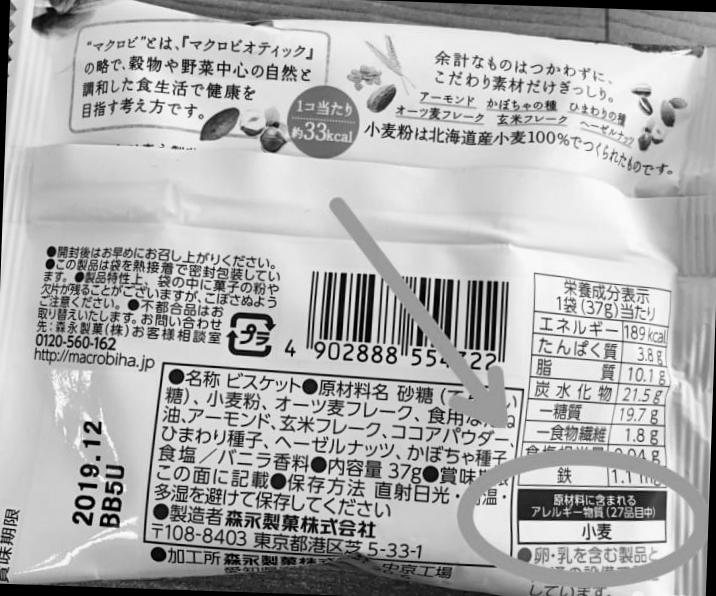 “マクロビ”とは、『マクロビオティック』
の略で、穀物や野菜中心の自然と
調和した食生活で健康を
目指す考え方です。
1コ当たり
約33kcal
余計なものはつかわずに、
こだわり素材だけぎっしり。
アーモンド かぼちゃの種 ひまわりの種
オーツ麦フレーク 玄米フレーク ヘーゼルナッツ
小麦粉は北海道産小麦100%でつくられたものです。
●開封後はお早めにお召し上がりください。
●この製品は袋を熱接着で密封包装してい
ます。●製品特性上、袋の中に菓子の粉や
欠片が残ることがございますが、こぼさぬよう
ご注意ください。●不都合品はお
取り替えいたします。お問い合わせ
先:森永製菓(株)お客様相談室
0120-560-162
http://macrobiha.jp
プラ
4 902888 554722
栄養成分表示
1袋(37g)当たり
エネルギー 189kcal
たんぱく質 3.8g
脂質 10.1g
炭水化物 21.5g
―糖質 19.7g
―食物繊維 1.8g
食塩相当量 0.04g
鉄 1.1mg
●名称 ビスケット●原材料名 砂糖(
糖)、小麦粉、オーツ麦フレーク、食用
油、アーモンド、玄米フレーク、ココアパウダー、
ひまわり種子、ヘーゼルナッツ、かぼちゃ種子
食塩/バニラ香料●内容量 37g●賞味
この面に記載●保存方法 直射日光・ 温・
多湿を避けて保存してください
●製造者 森永製菓株式会社
〒108-8403 東京都港区芝5-33-1
●加工所 森永製菓
2019.12
BB5U
賞味期限
原材料に含まれる
アレルギー物質(27品目中)
小麦
●卵・乳を含む製品と
の設備
しています。